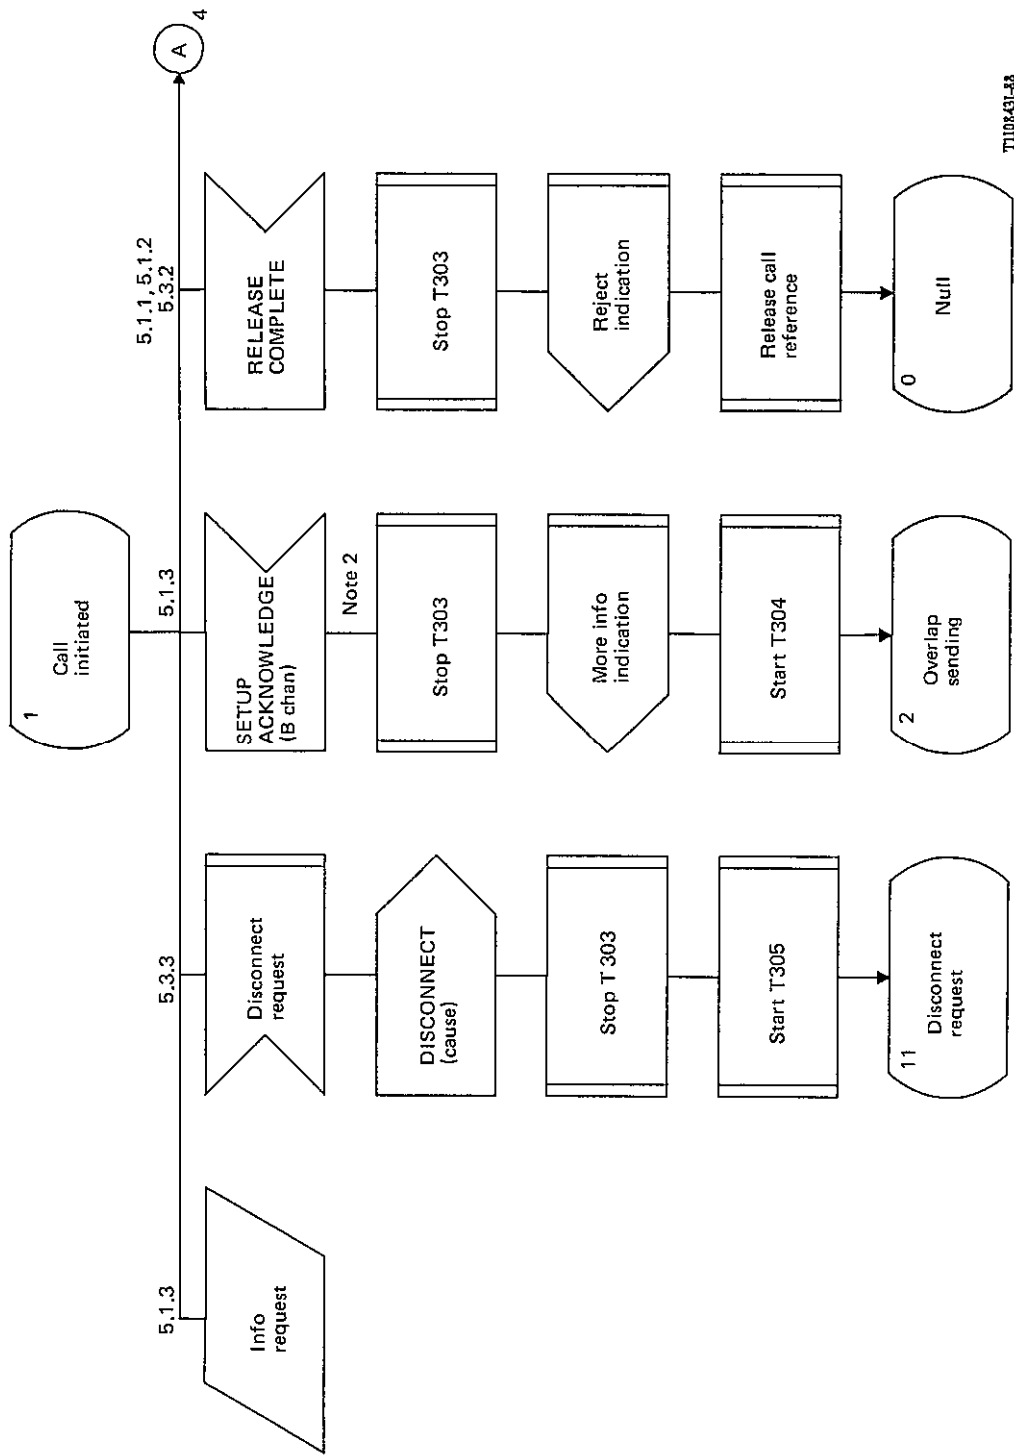 1
Call
initiated
5.1.3
5.3.3
5.1.3
5.1.1, 5.1.2
5.3.2
A
4
Info
request
Disconnect
request
DISCONNECT
(cause)
Stop T303
Start T305
11
Disconnect
request
SETUP
ACKNOWLEDGE
(B chan)
Note 2
Stop T303
More info
indication
Start T304
2
Overlap
sending
RELEASE
COMPLETE
Stop T303
Reject
indication
Release call
reference
0
Null
T1108431-88